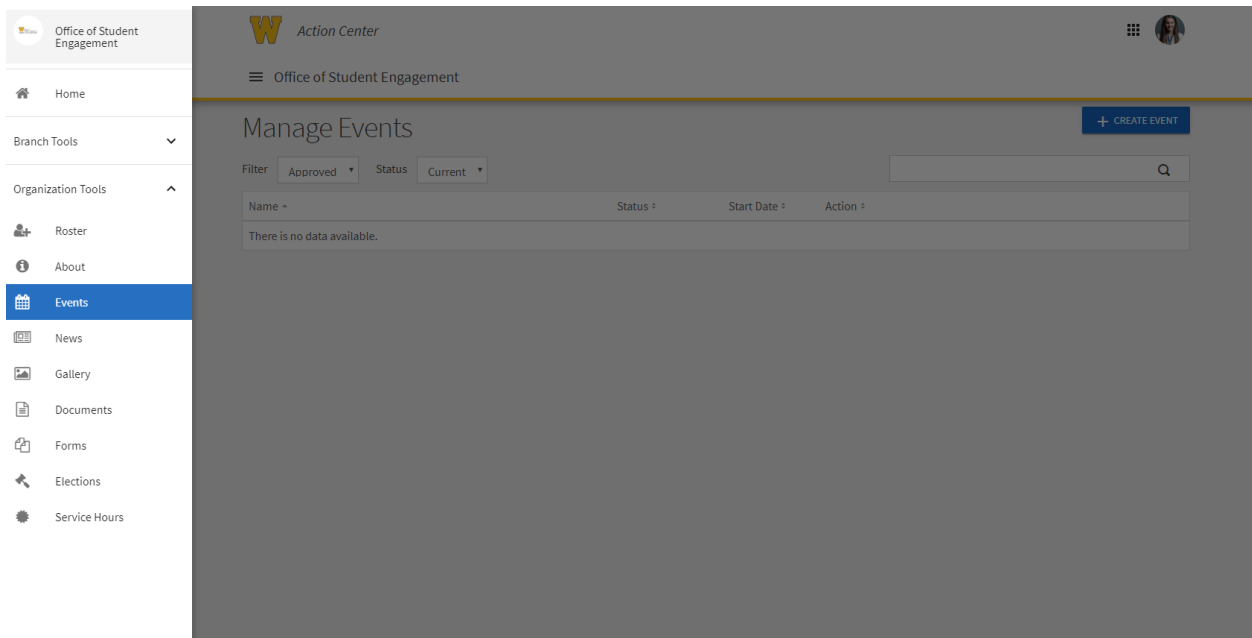 Office of Student
Engagement
Home
Branch Tools
Organization Tools
Roster
About
Events
News
Gallery
Documents
Forms
Elections
Service Hours
W Action Center
Office of Student Engagement
Manage Events
+ CREATE EVENT
Filter Approved Status Current
Name Status Start Date Action
There is no data available.